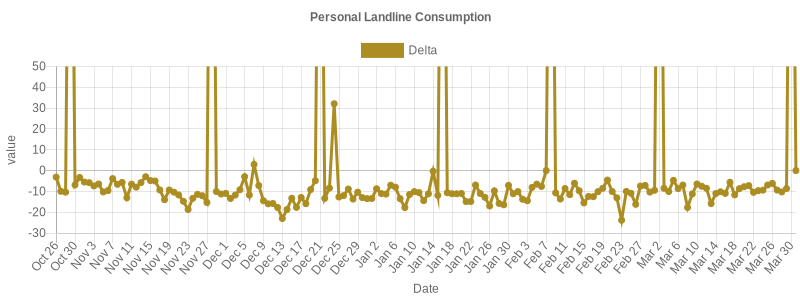 Personal Landline Consumption
Delta
value
50
40
30
20
10
0
-10
-20
-30
Oct 26
Oct 30
Nov 3
Nov 7
Nov 11
Nov 15
Nov 19
Nov 23
Nov 27
Dec 1
Dec 5
Dec 9
Dec 13
Dec 17
Dec 21
Dec 25
Dec 29
Jan 2
Jan 6
Jan 10
Jan 14
Jan 18
Jan 22
Jan 26
Jan 30
Feb 3
Feb 7
Feb 11
Feb 15
Feb 19
Feb 23
Feb 27
Mar 2
Mar 6
Mar 10
Mar 14
Mar 18
Mar 22
Mar 26
Mar 30
Date